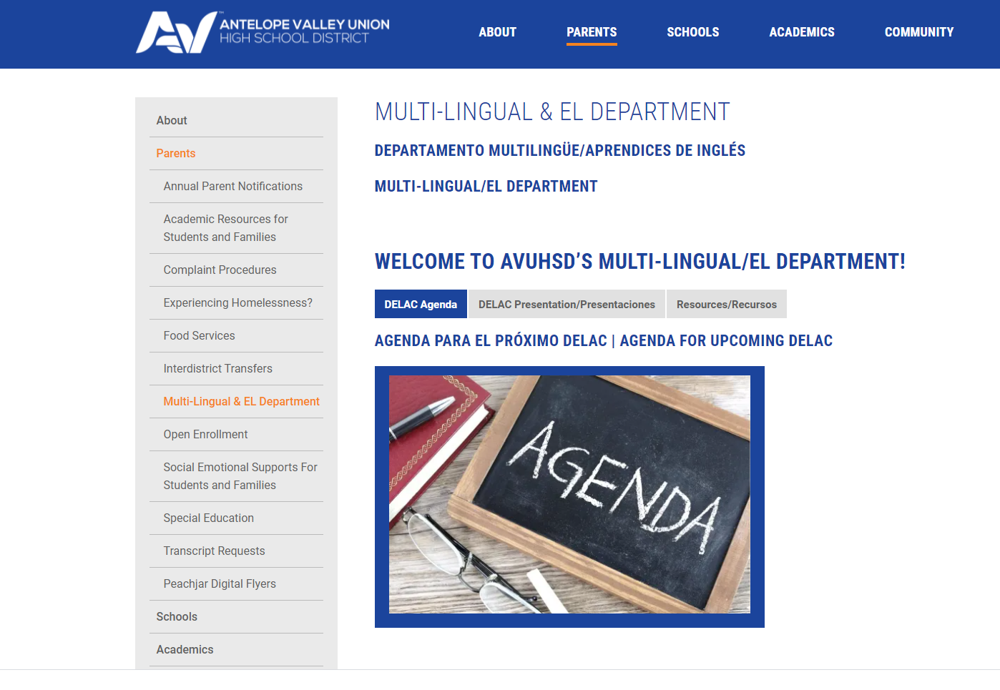 AV™
ANTELOPE VALLEY UNION
HIGH SCHOOL DISTRICT
ABOUT PARENTS SCHOOLS ACADEMICS COMMUNITY
About
Parents
Annual Parent Notifications
Academic Resources for
Students and Families
Complaint Procedures
Experiencing Homelessness?
Food Services
Interdistrict Transfers
Multi-Lingual & EL Department
Open Enrollment
Social Emotional Supports For
Students and Families
Special Education
Transcript Requests
Peachjar Digital Flyers
Schools
Academics
MULTI-LINGUAL & EL DEPARTMENT
DEPARTAMENTO MULTILINGÜE/APRENDICES DE INGLÉS
MULTI-LINGUAL/EL DEPARTMENT
WELCOME TO AVUHSD’S MULTI-LINGUAL/EL DEPARTMENT!
DELAC Agenda DELAC Presentation/Presentaciones Resources/Recursos
AGENDA PARA EL PRÓXIMO DELAC | AGENDA FOR UPCOMING DELAC
AGENDA